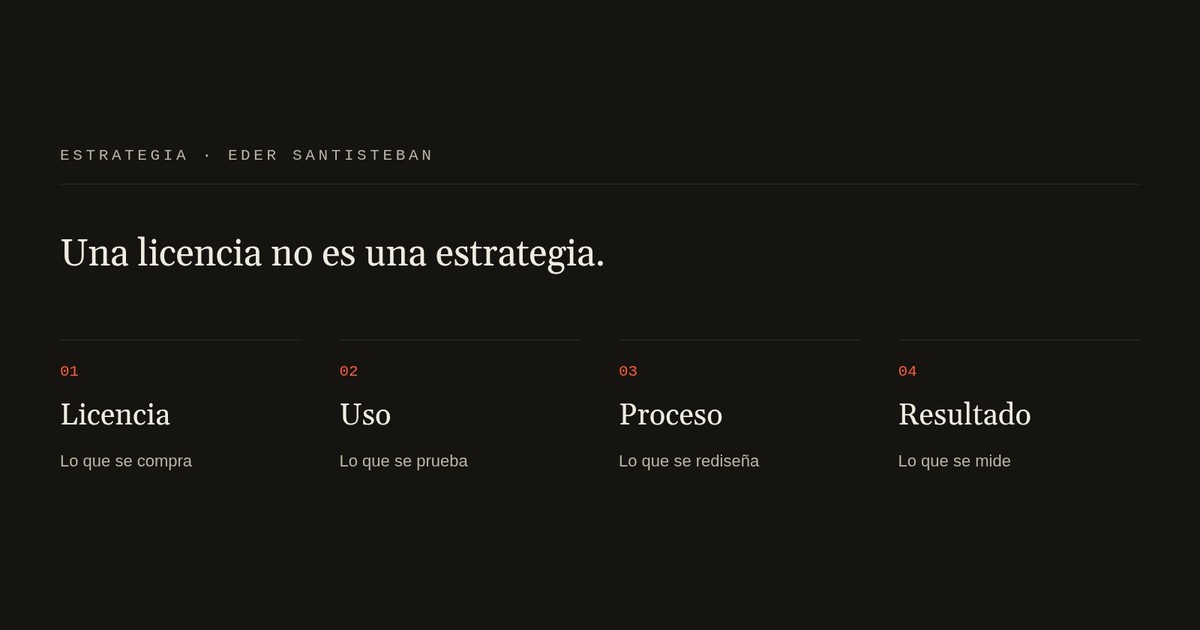 ESTRATEGIA · EDER SANTISTEBAN
Una licencia no es una estrategia.
01
Licencia
Lo que se compra
02
Uso
Lo que se prueba
03
Proceso
Lo que se rediseña
04
Resultado
Lo que se mide